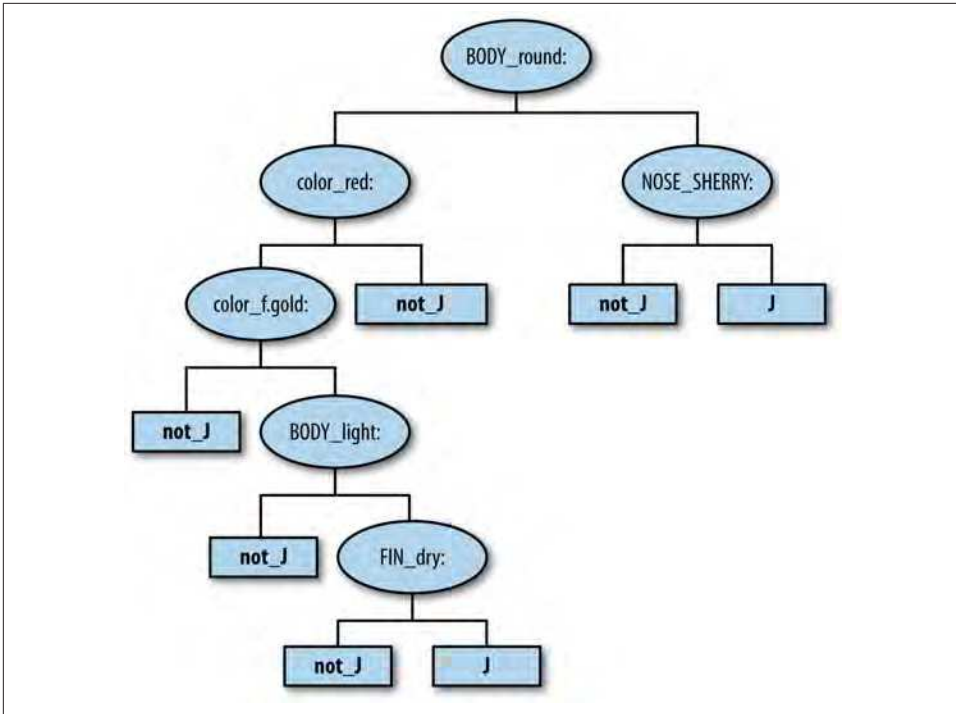 BODY_round:
color_red:
NOSE_SHERRY:
color_f.gold:
not_J
not_J
J
not_J
BODY_light:
not_J
FIN_dry:
not_J
J